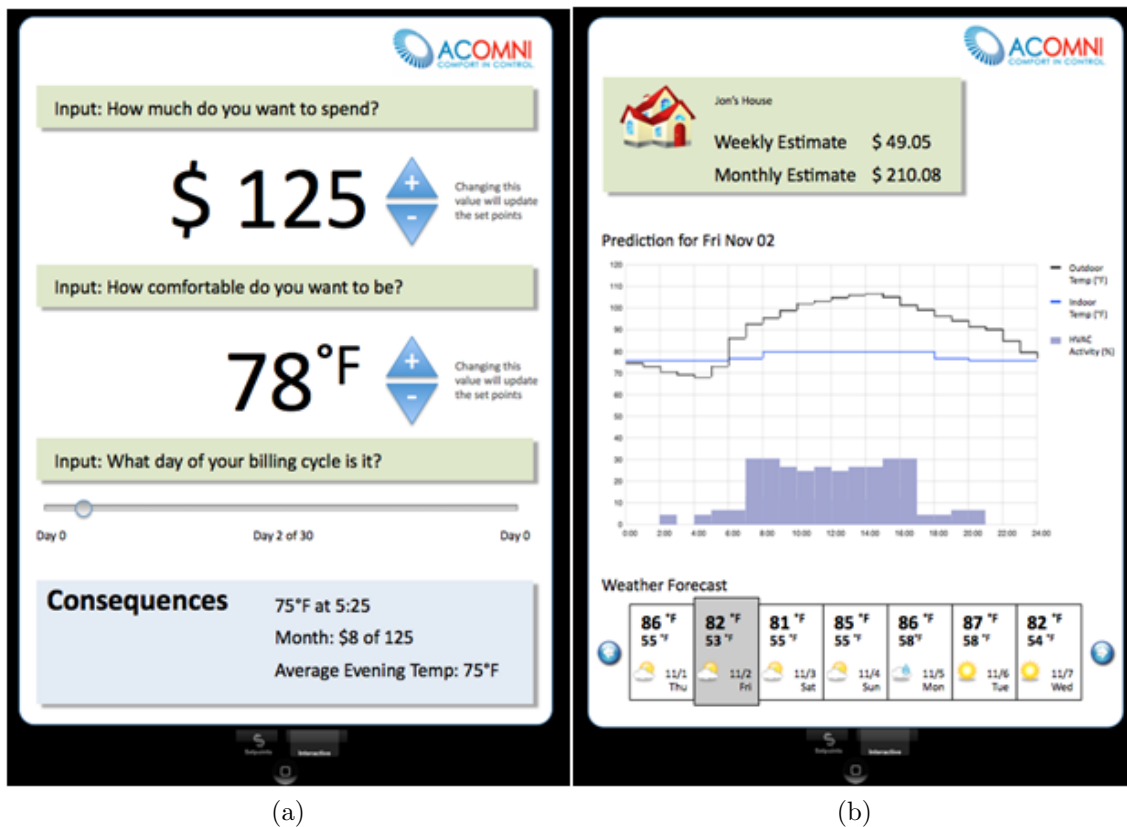 ACOMNI
COMFORT IN CONTROL
Input: How much do you want to spend?
$ 125
+
-
Changing this
value will update
the set points
Input: How comfortable do you want to be?
78°F
+
-
Changing this
value will update
the set points
Input: What day of your billing cycle is it?
Day 0 Day 2 of 30 Day 0
Consequences
75°F at 5:25
Month: $8 of 125
Average Evening Temp: 75°F
Setpoints Interactive
(a)
ACOMNI
COMFORT IN CONTROL
Jon's House
Weekly Estimate $ 49.05
Monthly Estimate $ 210.08
Prediction for Fri Nov 02
120
110
100
90
80
70
60
50
40
30
20
10
0
0:00 2:00 4:00 6:00 8:00 10:00 12:00 14:00 16:00 18:00 20:00 22:00 24:00
Outdoor
Temp (°F)
Indoor
Temp (°F)
HVAC
Activity (%)
Weather Forecast
86 °F 82 °F 81 °F 85 °F 86 °F 87 °F 82 °F
55 °F 53 °F 55 °F 55 °F 58°F 58 °F 54 °F
11/1 11/2 11/3 11/4 11/5 11/6 11/7
Thu Fri Sat Sun Mon Tue Wed
Setpoints Interactive
(b)